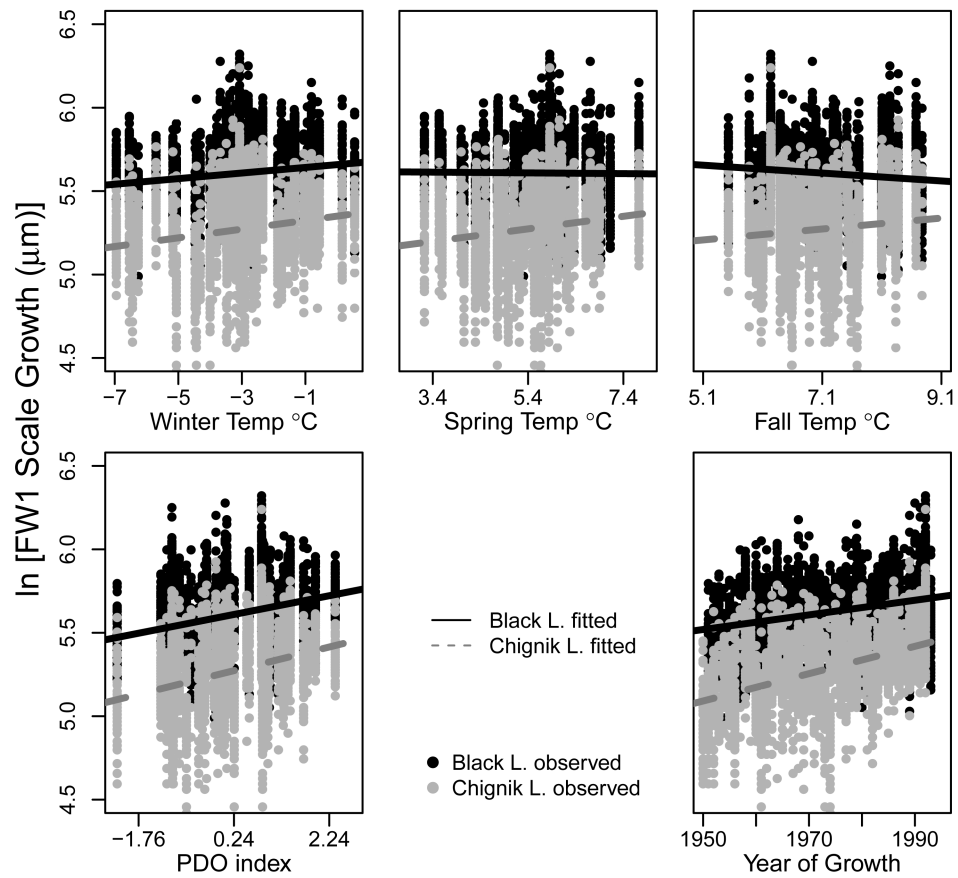 ln [FW1 Scale Growth (µm)]
6.5
6.0
5.5
5.0
4.5
−7 −5 −3 −1
Winter Temp °C
3.4 5.4 7.4
Spring Temp °C
5.1 7.1 9.1
Fall Temp °C
6.5
6.0
5.5
5.0
4.5
−1.76 0.24 2.24
PDO index
Black L. fitted
Chignik L. fitted
Black L. observed
Chignik L. observed
1950 1970 1990
Year of Growth